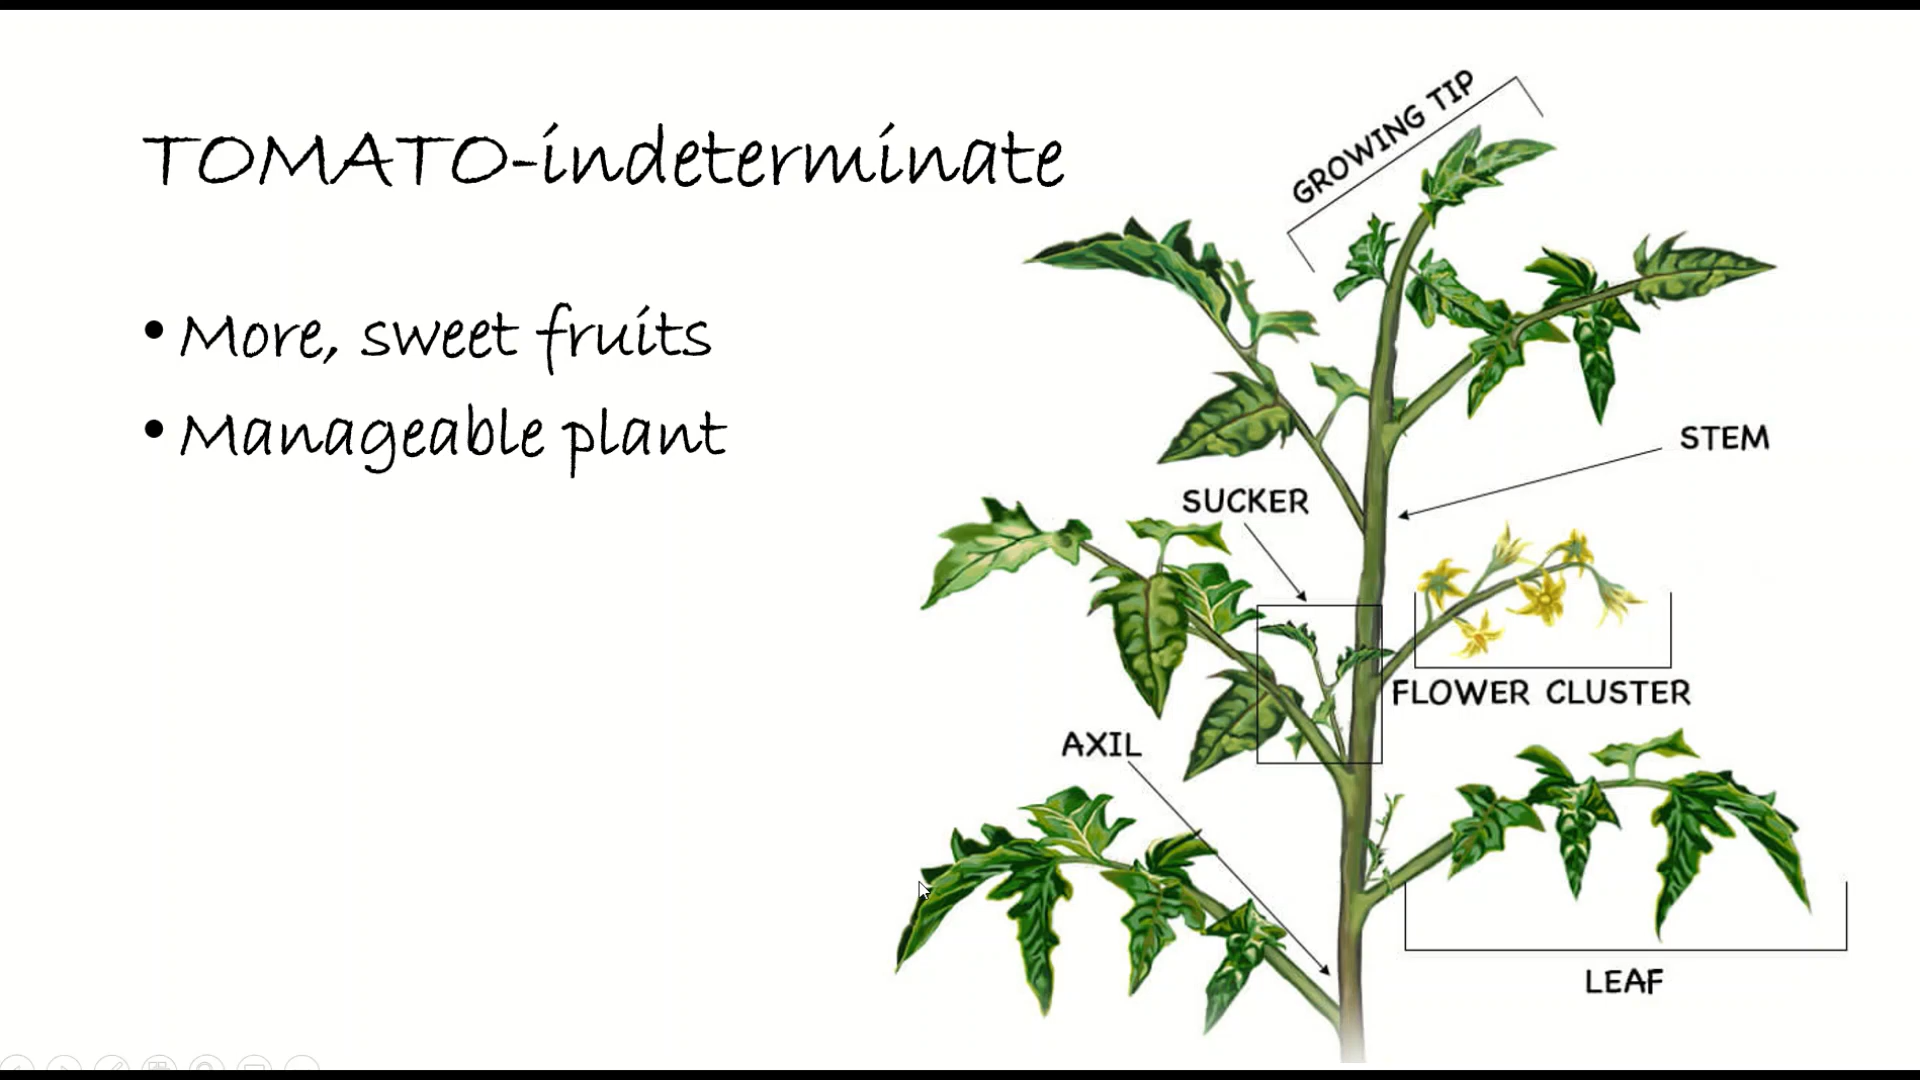 TOMATO-indeterminate
• More, sweet fruits
• Manageable plant
GROWING TIP
STEM
SUCKER
FLOWER CLUSTER
AXIL
LEAF